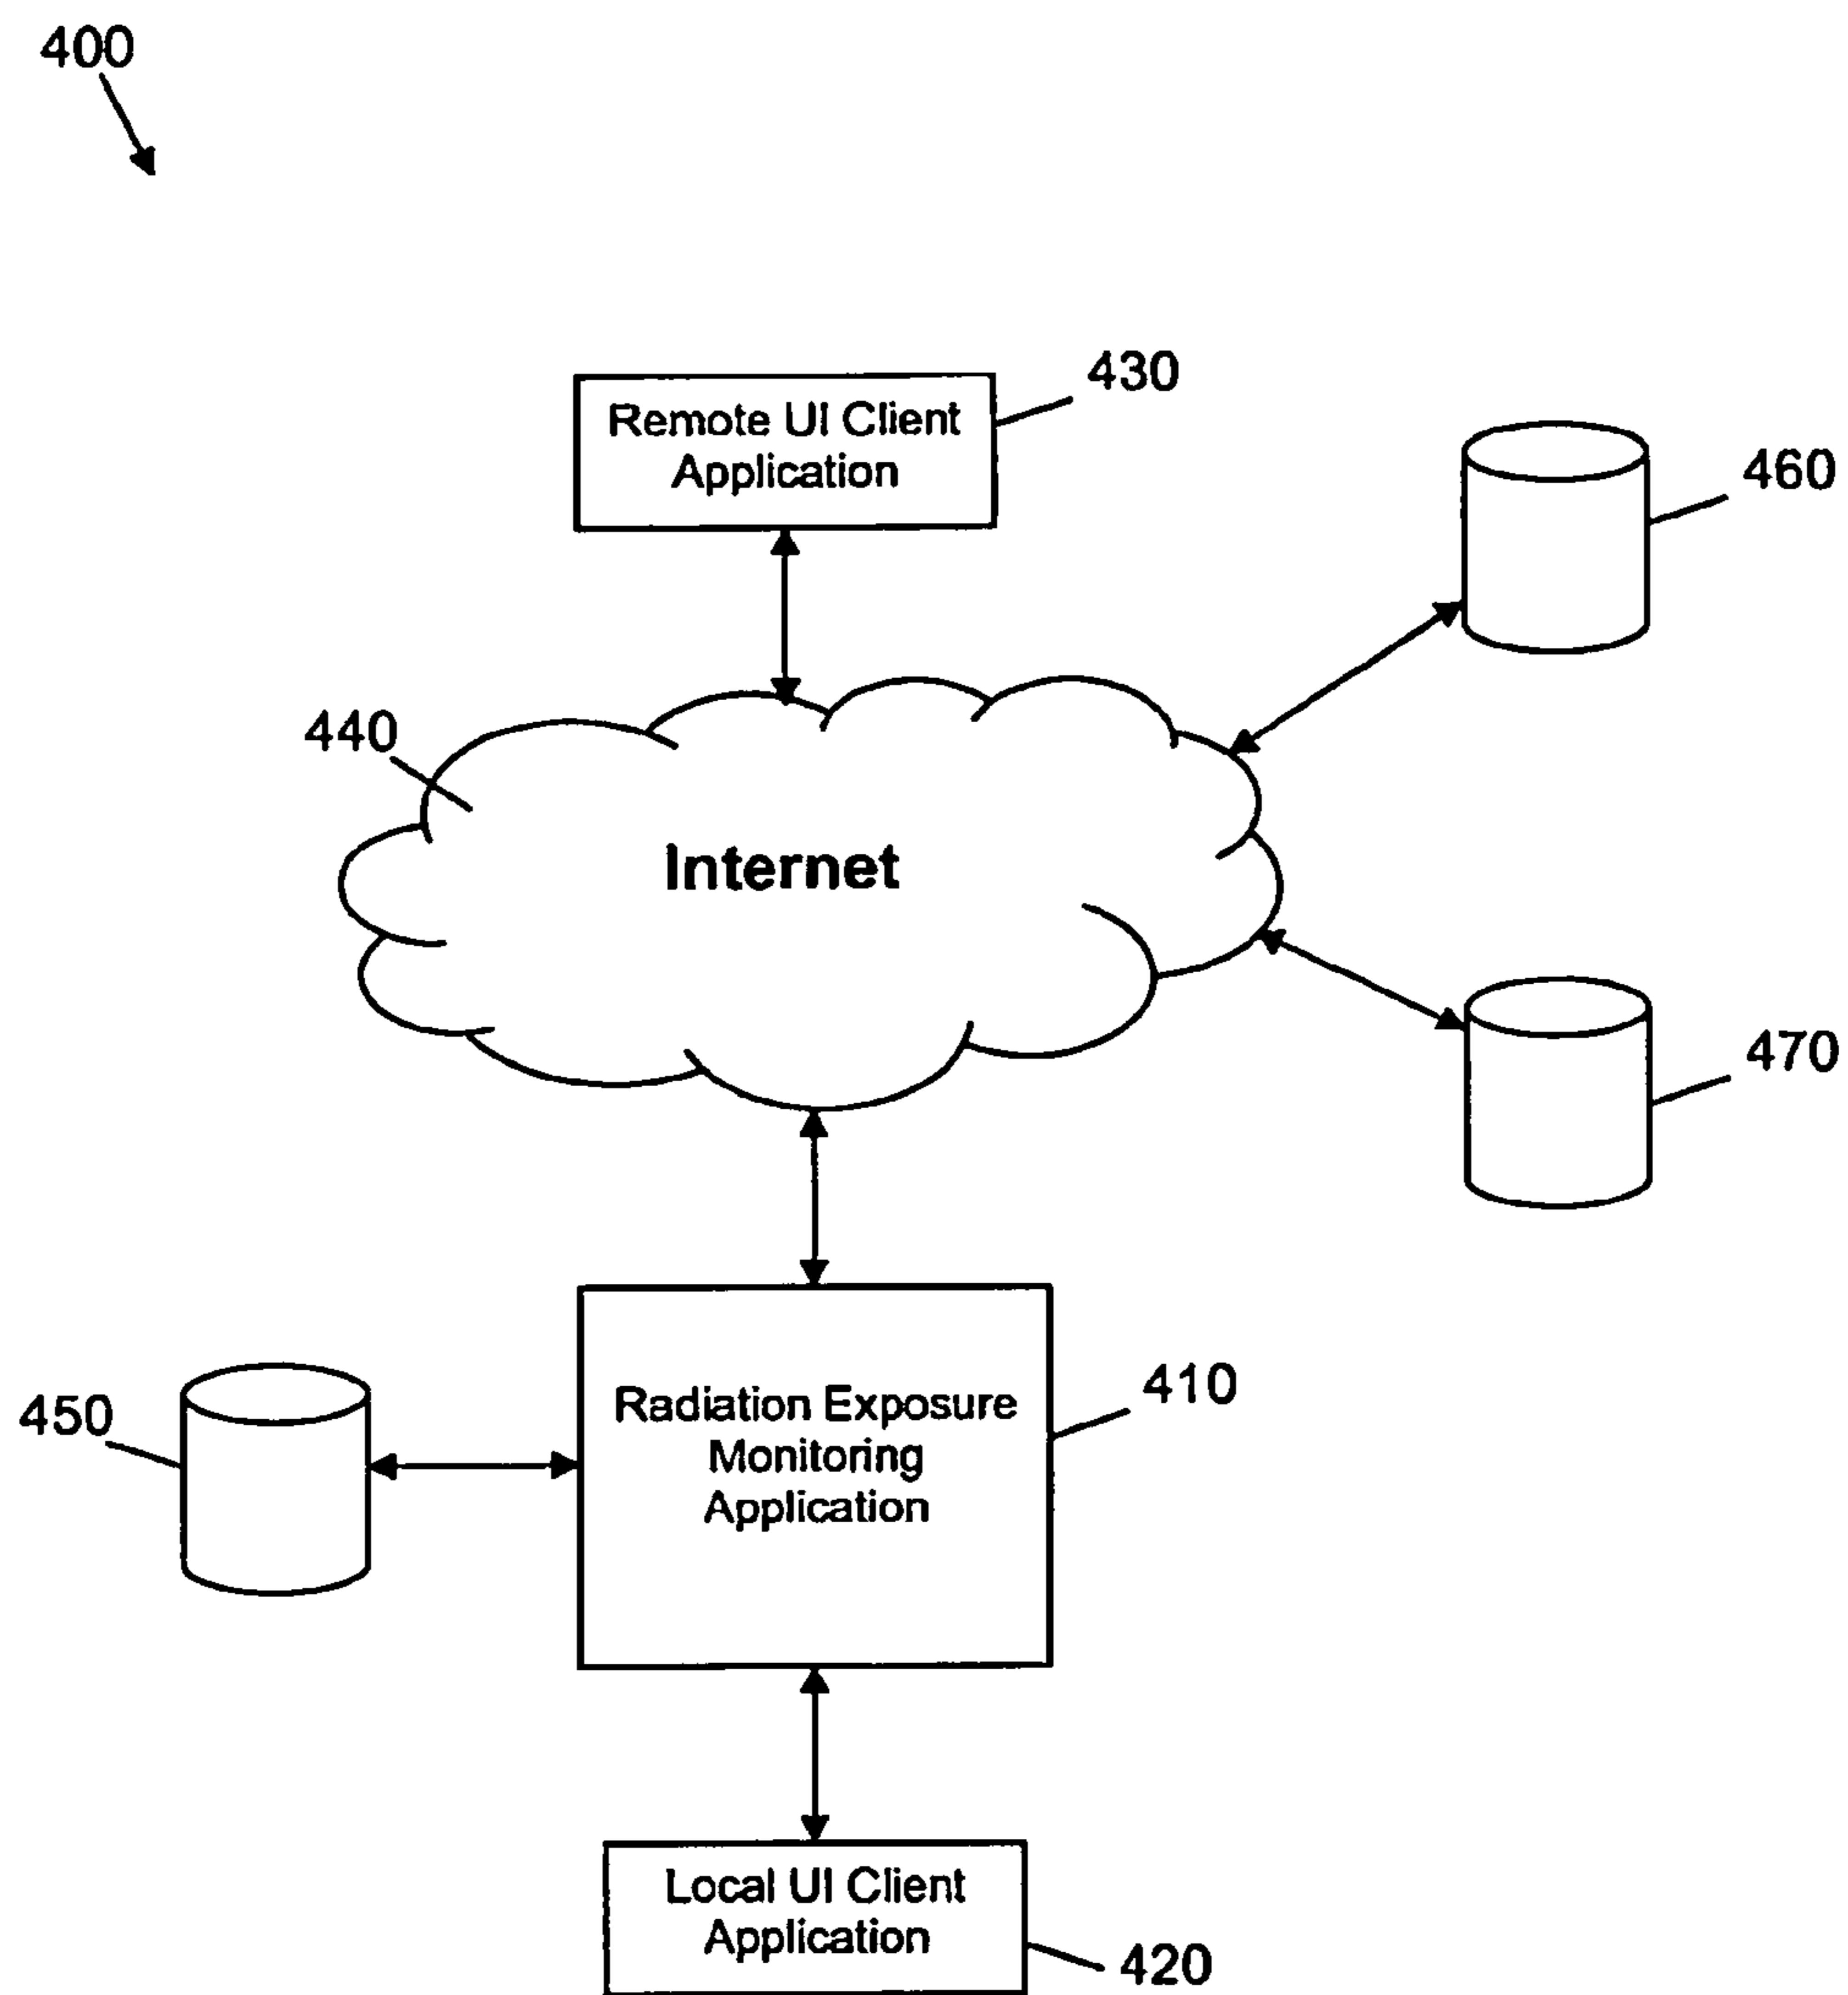 400
430
Remote UI Client
Application
460
440
Internet
470
410
Radiation Exposure
Monitoring
Application
450
Local UI Client
Application
420